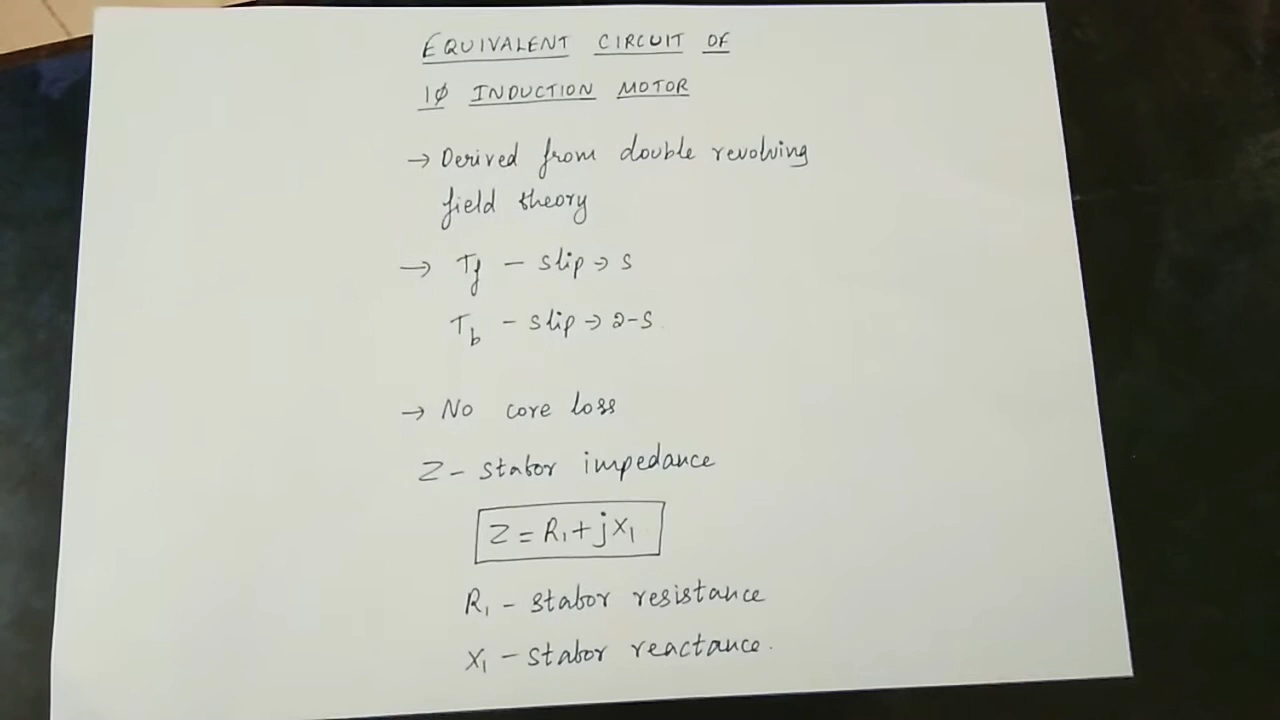 EQUIVALENT CIRCUIT OF
1φ INDUCTION MOTOR
→ Derived from double revolving
field theory
→ Tf - slip → s
Tb - slip → 2-s
→ No core loss
Z - stator impedance
Z = R1 + jX1
R1 - stator resistance
X1 - stator reactance.